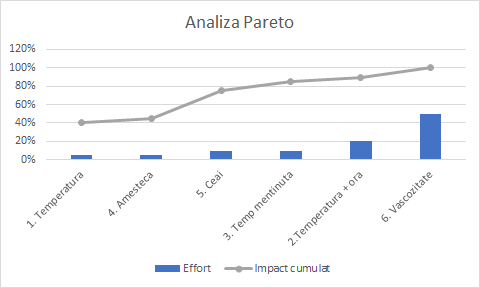 Analiza Pareto
120%
100%
80%
60%
40%
20%
0%
1. Temperatura
4. Amesteca
5. Ceai
3. Temp mentinuta
2.Temperatura + ora
6. Vascozitate
Effort
Impact cumulat